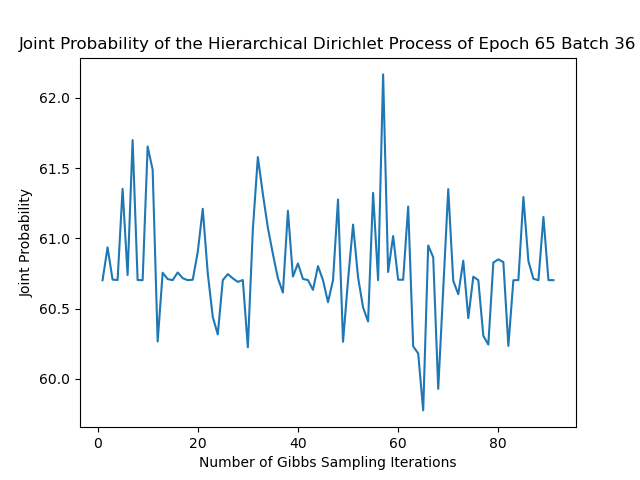 Joint Probability of the Hierarchical Dirichlet Process of Epoch 65 Batch 36
62.0
61.5
61.0
60.5
60.0
Joint Probability
0 20 40 60 80
Number of Gibbs Sampling Iterations